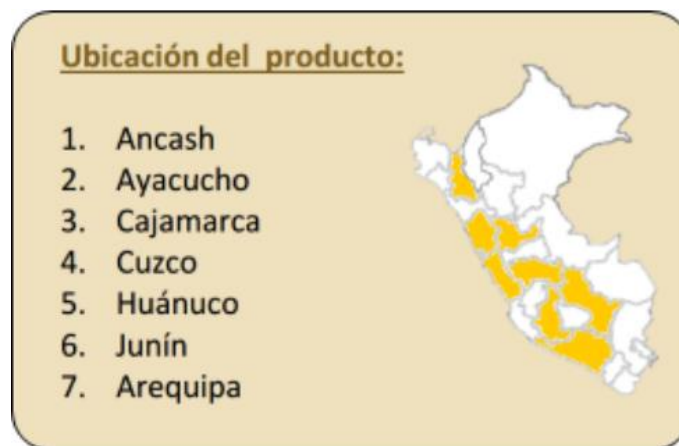 Ubicación del producto:
1. Ancash
2. Ayacucho
3. Cajamarca
4. Cuzco
5. Huánuco
6. Junín
7. Arequipa